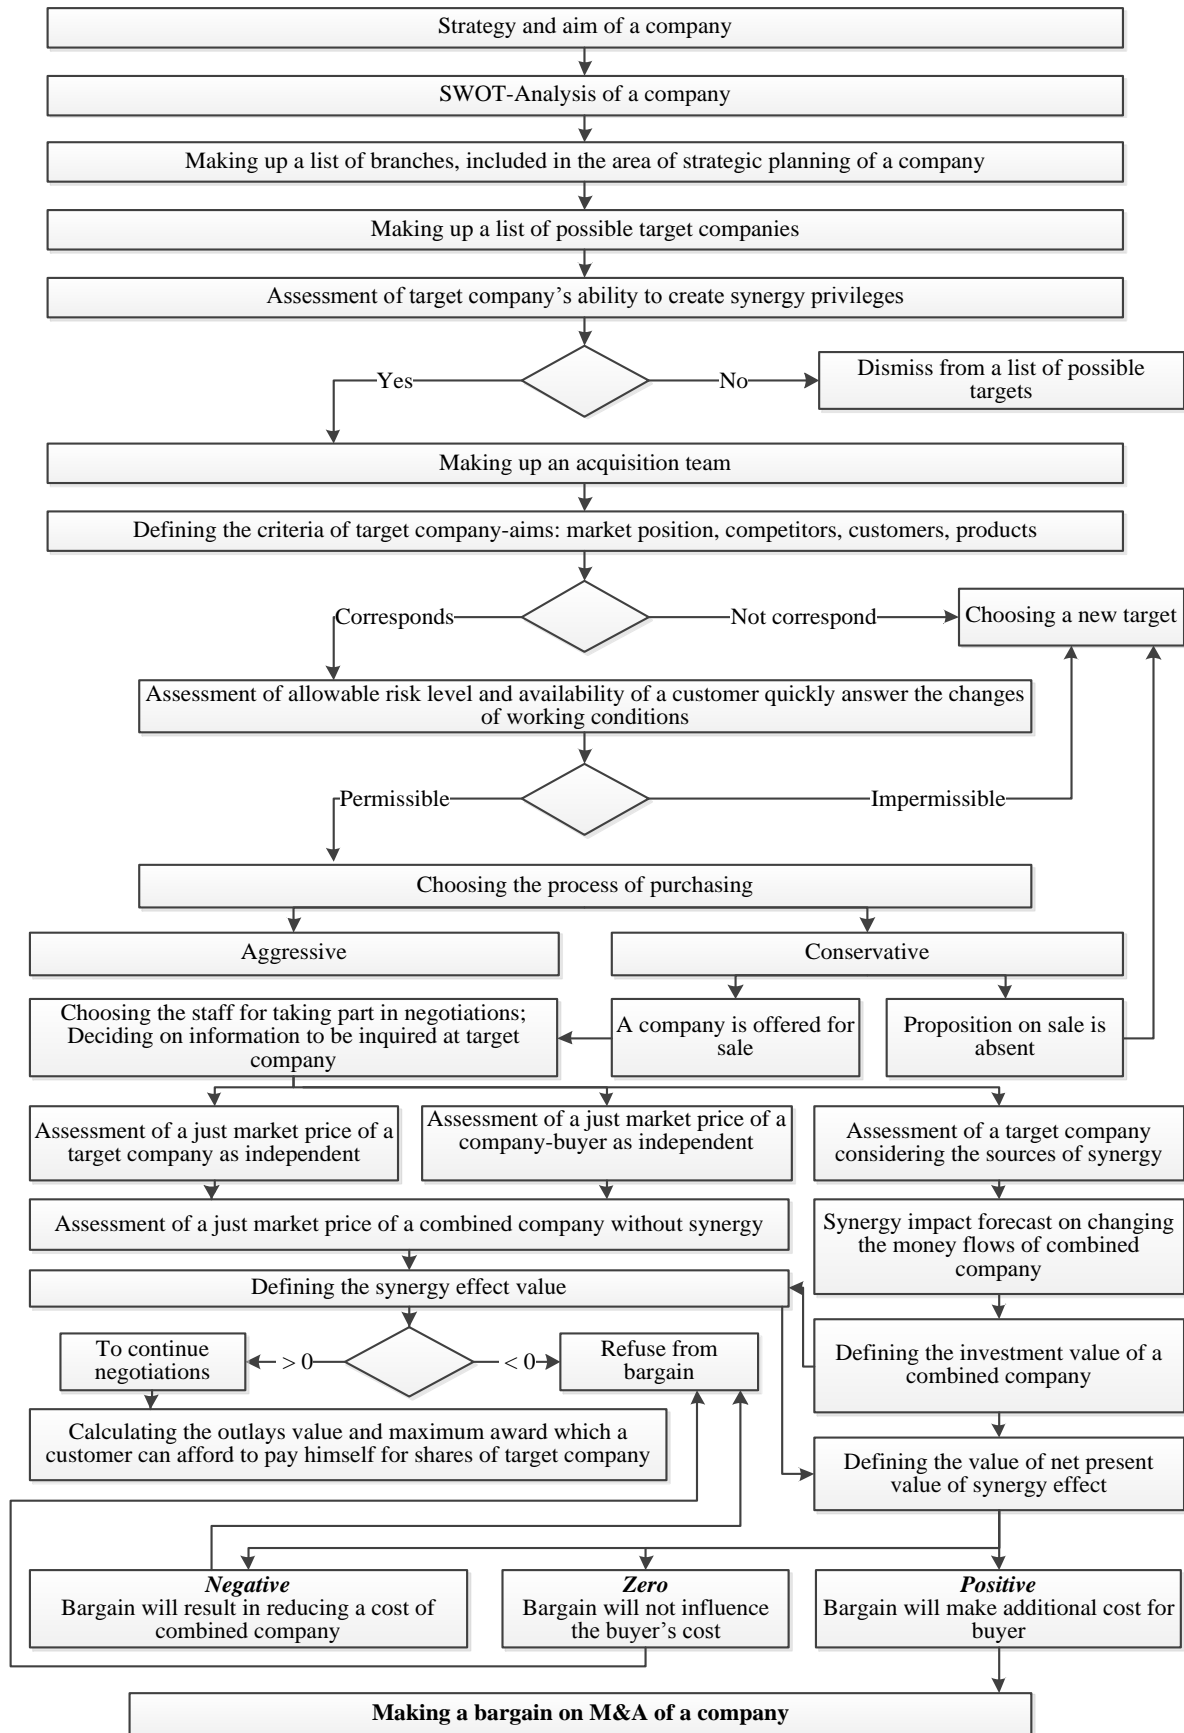 Strategy and aim of a company
SWOT-Analysis of a company
Making up a list of branches, included in the area of strategic planning of a company
Making up a list of possible target companies
Assessment of target company’s ability to create synergy privileges
Yes
No
Dismiss from a list of possible
targets
Making up an acquisition team
Defining the criteria of target company-aims: market position, competitors, customers, products
Corresponds
Not correspond
Choosing a new target
Assessment of allowable risk level and availability of a customer quickly answer the changes
of working conditions
Permissible
Impermissible
Choosing the process of purchasing
Aggressive
Conservative
Choosing the staff for taking part in negotiations;
Deciding on information to be inquired at target
company
A company is offered for
sale
Proposition on sale is
absent
Assessment of a just market price of a
target company as independent
Assessment of a just market price of a
company-buyer as independent
Assessment of a target company
considering the sources of synergy
Assessment of a just market price of a combined company without synergy
Synergy impact forecast on changing
the money flows of combined
company
Defining the synergy effect value
To continue
negotiations
> 0
< 0
Refuse from
bargain
Defining the investment value of a
combined company
Calculating the outlays value and maximum award which a
customer can afford to pay himself for shares of target company
Defining the value of net present
value of synergy effect
Negative
Bargain will result in reducing a cost of
combined company
Zero
Bargain will not influence
the buyer’s cost
Positive
Bargain will make additional cost for
buyer
Making a bargain on M&A of a company